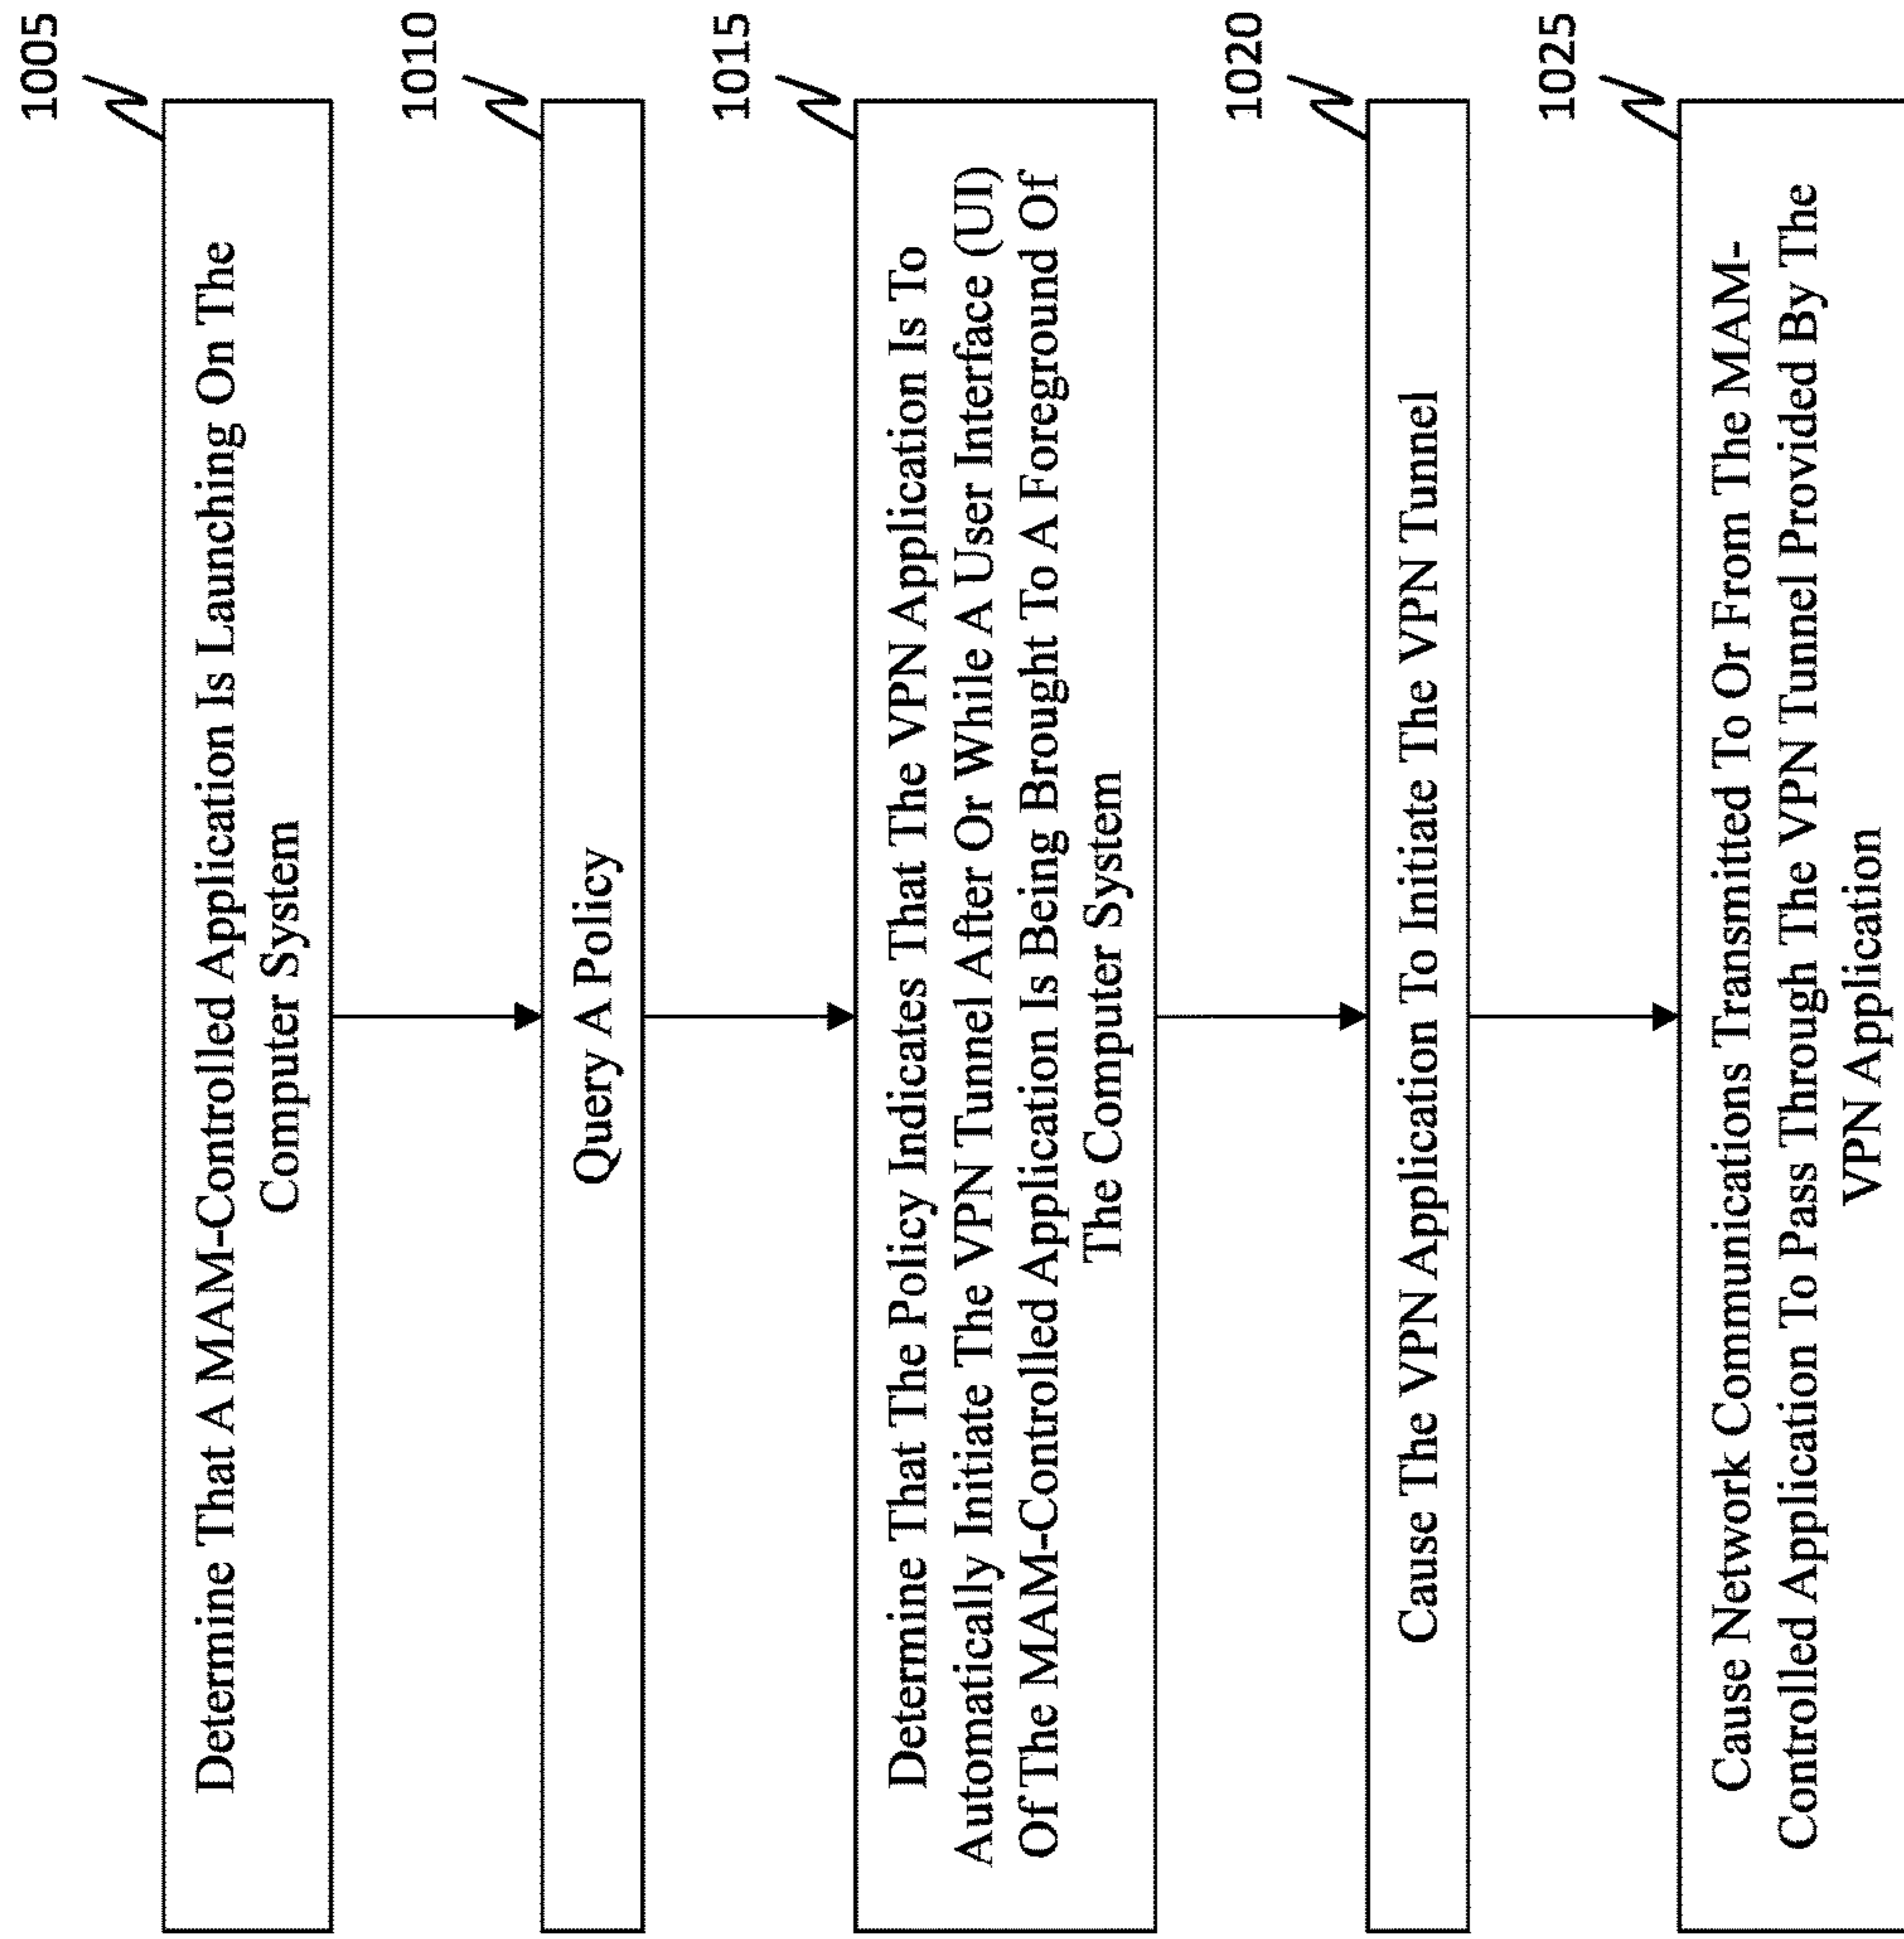 1005
Determine That A MAM-Controlled Application Is Launching On The
Computer System
1010
Query A Policy
1015
Determine That The Policy Indicates That The VPN Application Is To
Automatically Initiate The VPN Tunnel After Or While A User Interface (UI)
Of The MAM-Controlled Application Is Being Brought To A Foreground Of
The Computer System
1020
Cause The VPN Application To Initiate The VPN Tunnel
1025
Cause Network Communications Transmitted To Or From The MAM-
Controlled Application To Pass Through The VPN Tunnel Provided By The
VPN Application